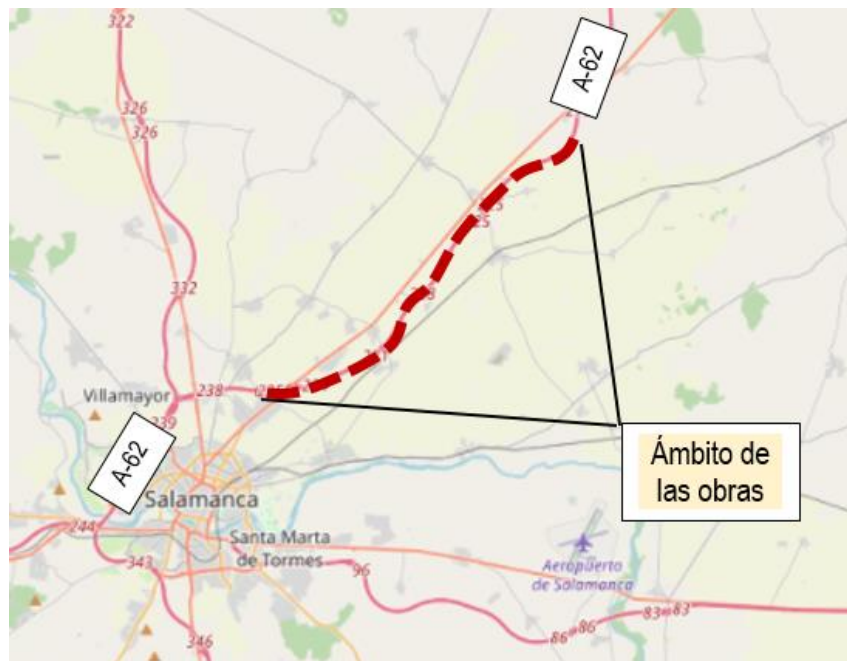 322
A-62
326
326
332
Villamayor
238
239
A-62
Salamanca
244
Santa Marta
de Tormes
343
346
96
Aeropuerto
de Salamanca
86
86
83
83
Ámbito de
las obras